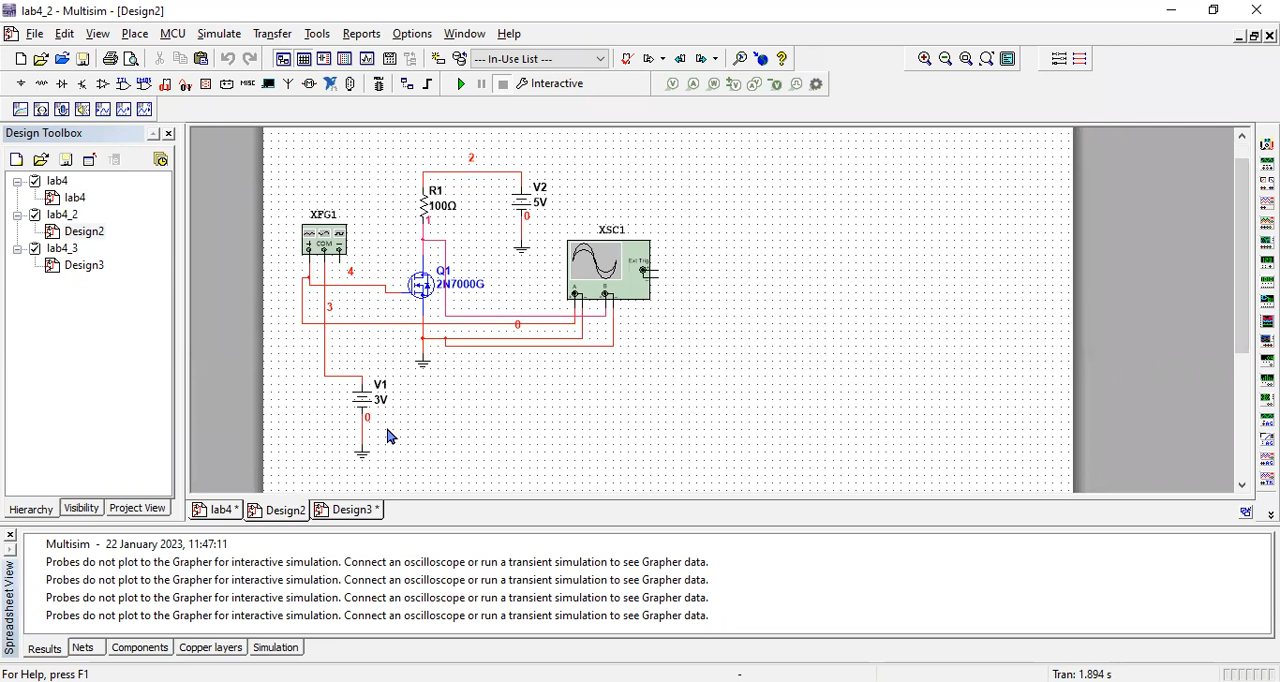 lab4_2 - Multisim - [Design2]
File Edit View Place MCU Simulate Transfer Tools Reports Options Window Help
--- In-Use List ---
Interactive
Design Toolbox
lab4
lab4
lab4_2
Design2
lab4_3
Design3
Hierarchy Visibility Project View
2
R1
100Ω
1
V2
5V
0
XFG1
COM
4
3
Q1
2N7000G
XSC1
Ext Trig
A B
0
V1
3V
0
lab4 * Design2 Design3 *
Spreadsheet View
Multisim - 22 January 2023, 11:47:11
Probes do not plot to the Grapher for interactive simulation. Connect an oscilloscope or run a transient simulation to see Grapher data.
Probes do not plot to the Grapher for interactive simulation. Connect an oscilloscope or run a transient simulation to see Grapher data.
Probes do not plot to the Grapher for interactive simulation. Connect an oscilloscope or run a transient simulation to see Grapher data.
Probes do not plot to the Grapher for interactive simulation. Connect an oscilloscope or run a transient simulation to see Grapher data.
Results Nets Components Copper layers Simulation
For Help, press F1
-
Tran: 1.894 s